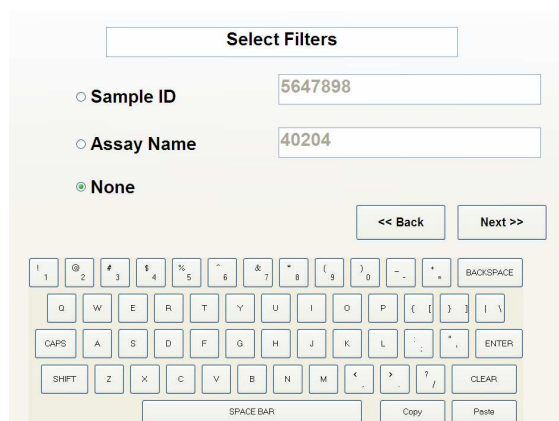 Select Filters
Sample ID 5647898
Assay Name 40204
None
<< Back Next >>
! 1 @ 2 # 3 $ 4 % 5 ^ 6 & 7 * 8 ( 9 ) 0 - - + = BACKSPACE
Q W E R T Y U I O P { [ } ] | \
CAPS A S D F G H J K L : ; " , ENTER
SHIFT Z X C V B N M < , > . ? / CLEAR
SPACE BAR Copy Paste